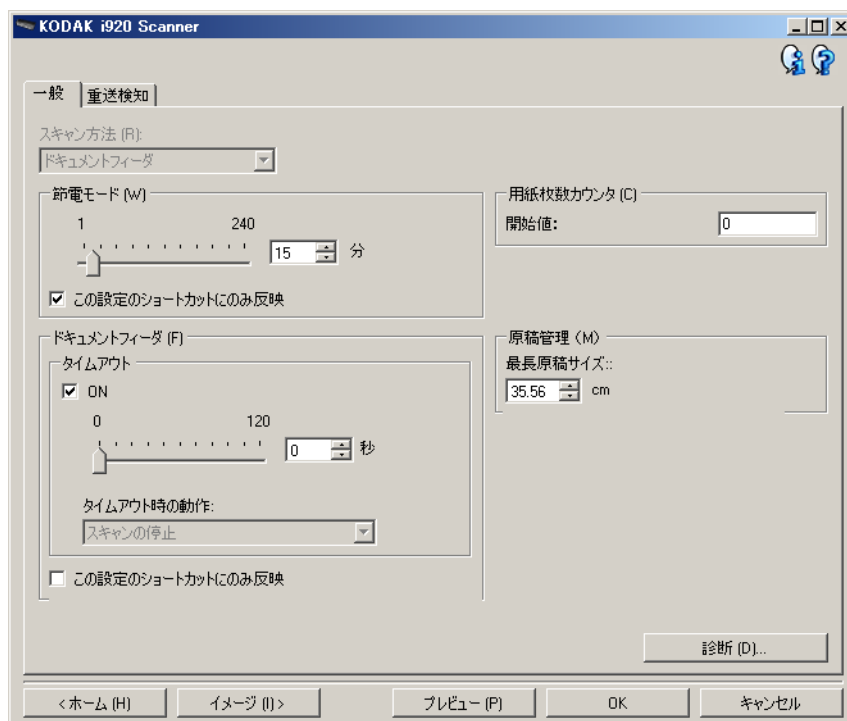 KODAK i920 Scanner
一般
重送検知
スキャン方法 (R):
ドキュメントフィーダ
節電モード (W)
1 240
15 分
この設定のショートカットにのみ反映
用紙枚数カウンタ (C)
開始値: 0
ドキュメントフィーダ (F)
タイムアウト
ON
0 120
0 秒
タイムアウト時の動作:
スキャンの停止
この設定のショートカットにのみ反映
原稿管理 (M)
最長原稿サイズ::
35.56 cm
診断 (D)...
<ホーム (H)
イメージ (I)>
プレビュー (P)
OK
キャンセル